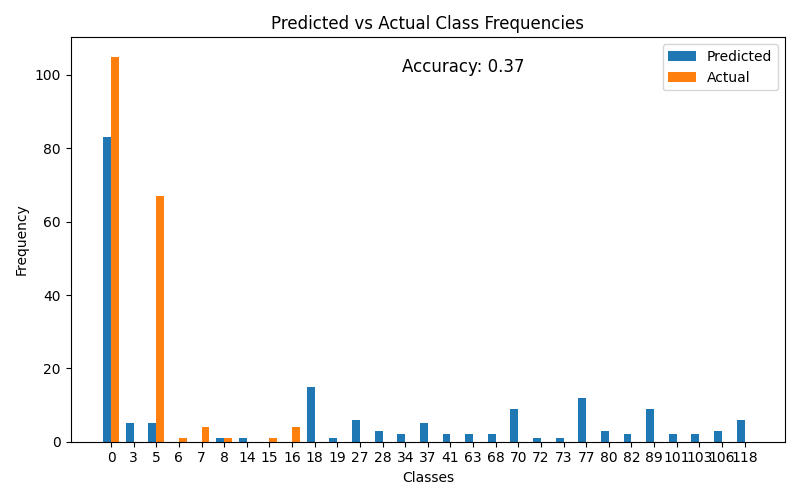 Predicted vs Actual Class Frequencies
Accuracy: 0.37
Predicted
Actual
Frequency
100
80
60
40
20
0
0 3 5 6 7 8 14 15 16 18 19 27 28 34 37 41 63 68 70 72 73 77 80 82 89 101 103 106 118
Classes